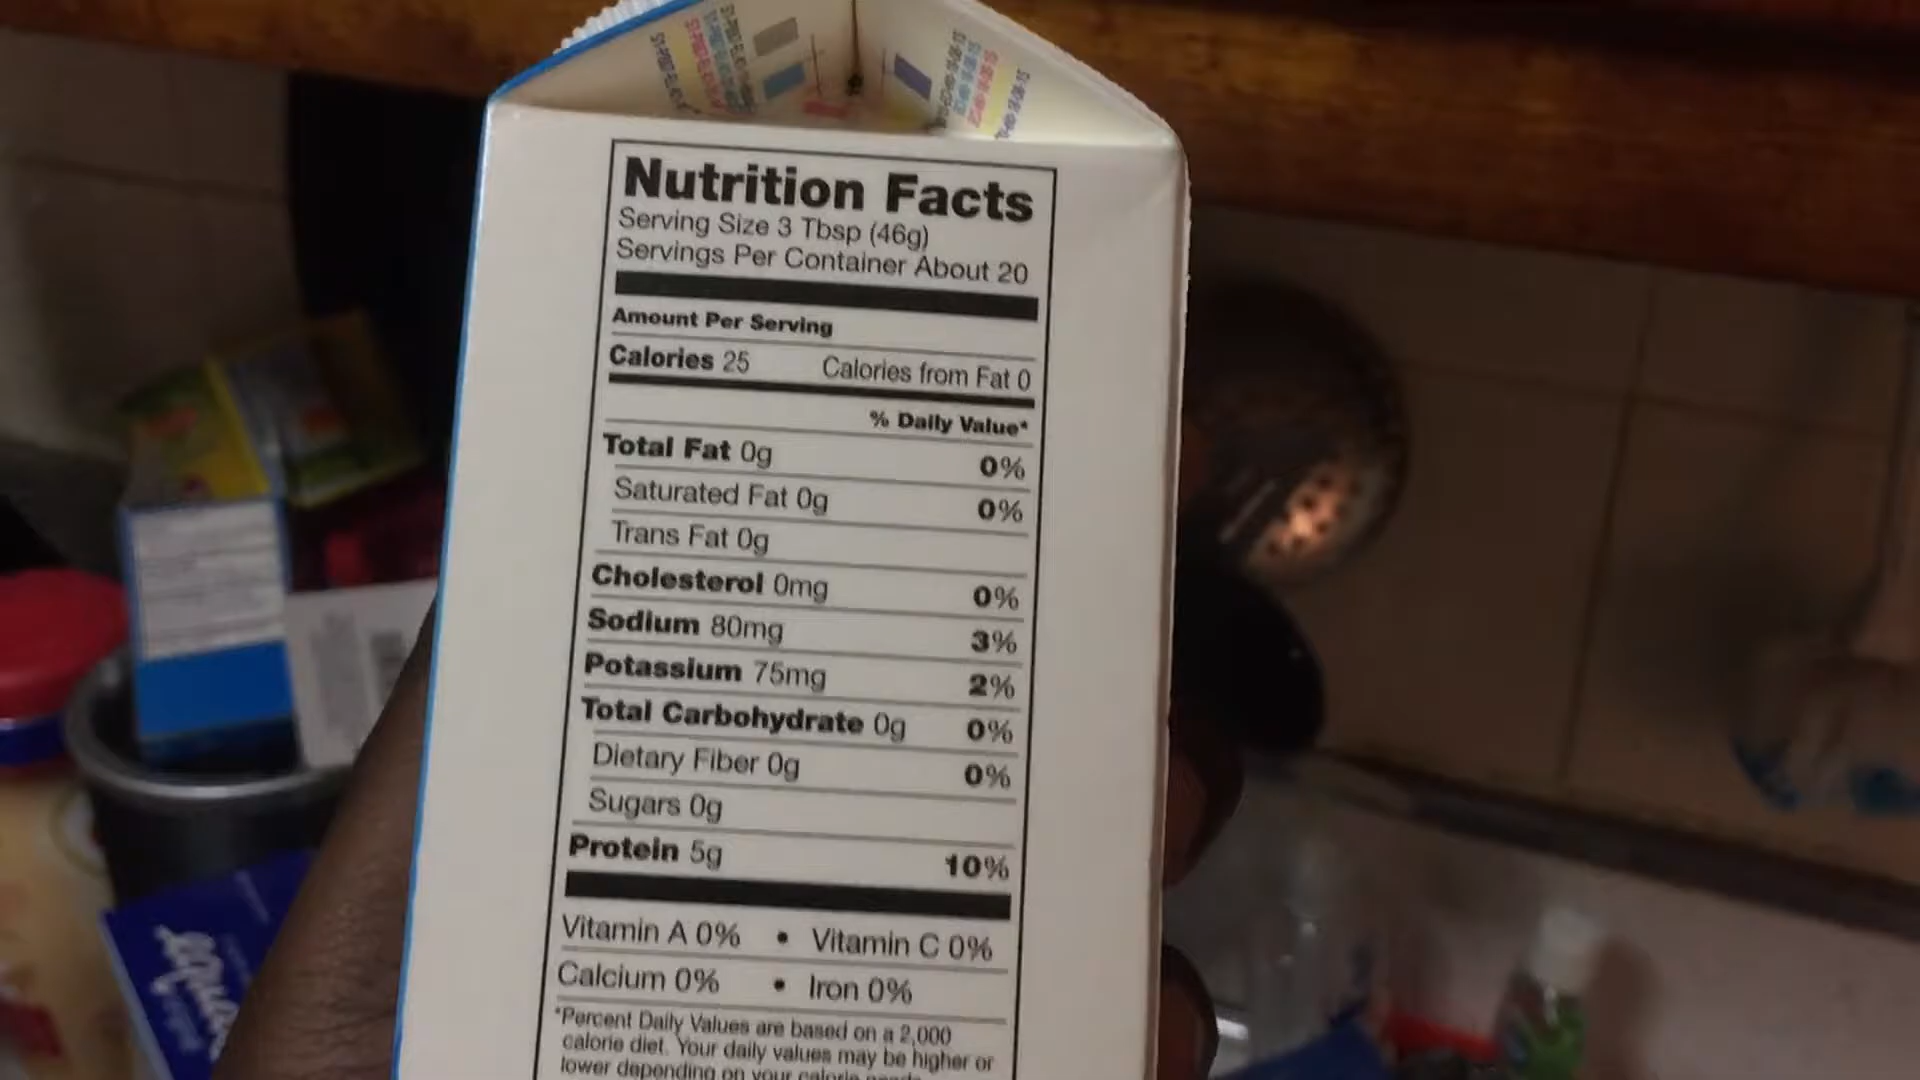 Nutrition Facts
Serving Size 3 Tbsp (46g)
Servings Per Container About 20
Amount Per Serving
Calories 25 Calories from Fat 0
% Daily Value*
Total Fat 0g 0%
Saturated Fat 0g 0%
Trans Fat 0g
Cholesterol 0mg 0%
Sodium 80mg 3%
Potassium 75mg 2%
Total Carbohydrate 0g 0%
Dietary Fiber 0g 0%
Sugars 0g
Protein 5g 10%
Vitamin A 0% • Vitamin C 0%
Calcium 0% • Iron 0%
*Percent Daily Values are based on a 2,000
calorie diet. Your daily values may be higher or
lower depending on your calorie